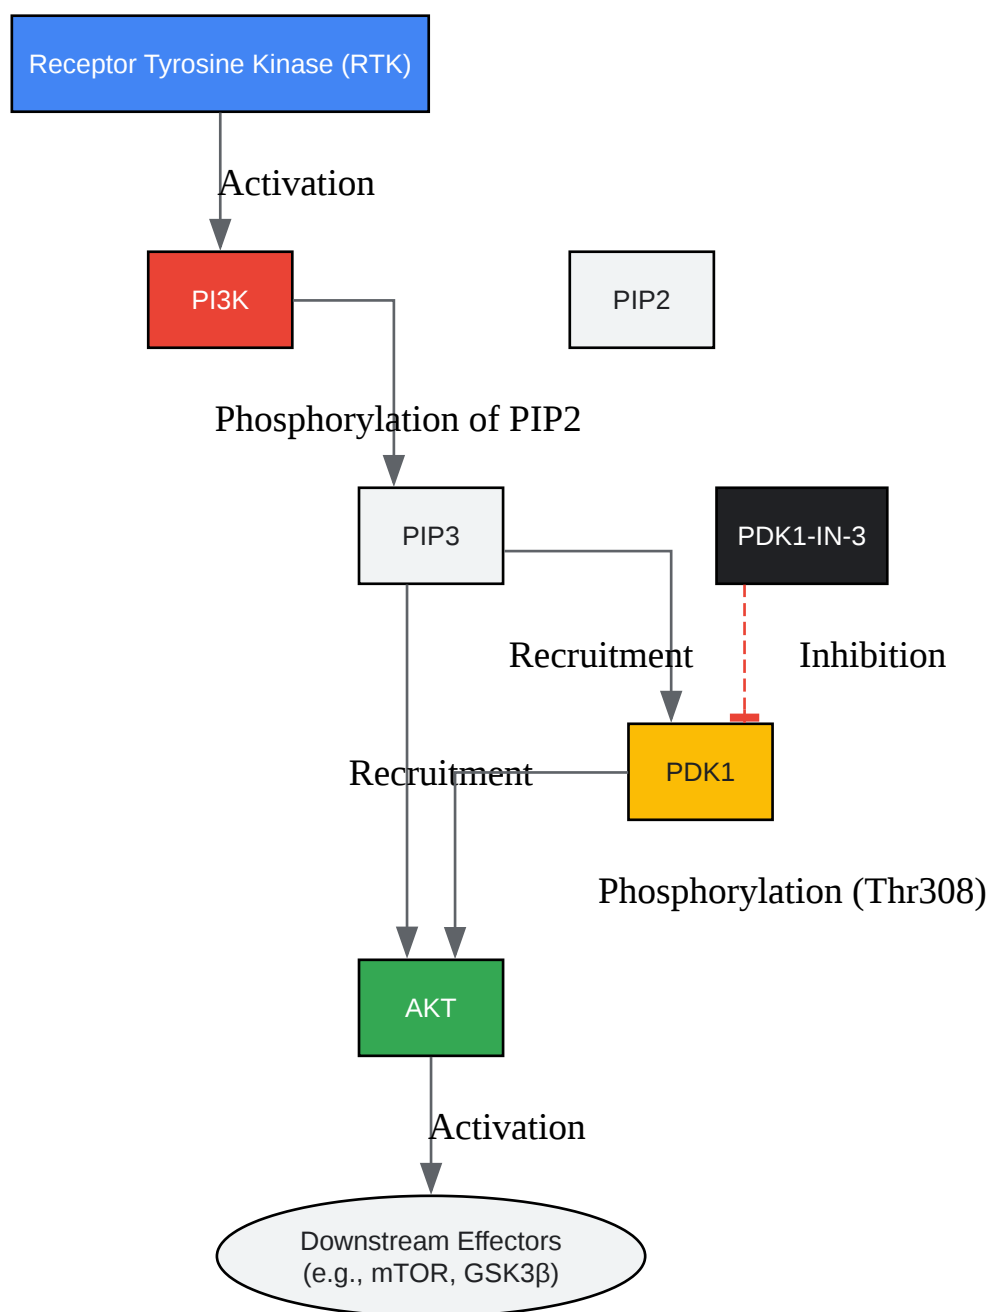 Receptor Tyrosine Kinase (RTK)
Activation
PI3K
PIP2
Phosphorylation of PIP2
PIP3
PDK1-IN-3
Recruitment
Inhibition
Recruitment
PDK1
Phosphorylation (Thr308)
AKT
Activation
Downstream Effectors
(e.g., mTOR, GSK3β)